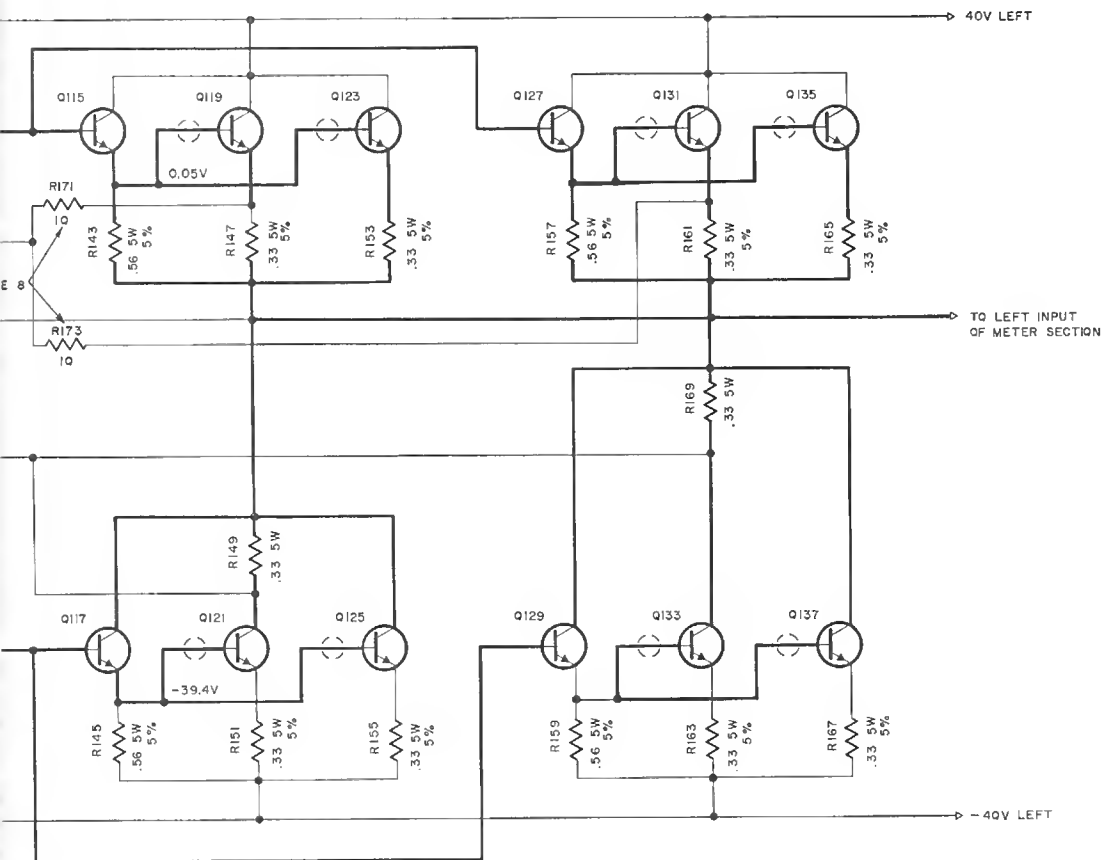 40V LEFT
Q115
Q119
Q123
Q127
Q131
Q135
0.05V
R171
10
R143
.56 5W
5%
R147
.33 5W
5%
R153
.33 5W
5%
R157
.56 5W
5%
R161
.33 5W
5%
R165
.33 5W
5%
E 8
R173
10
TO LEFT INPUT
OF METER SECTION
R169
.33 5W
R149
.33 5W
Q117
Q121
Q125
Q129
Q133
Q137
-39.4V
R145
.56 5W
5%
R151
.33 5W
5%
R155
.33 5W
5%
R159
.56 5W
5%
R163
.33 5W
5%
R167
.33 5W
5%
-40V LEFT